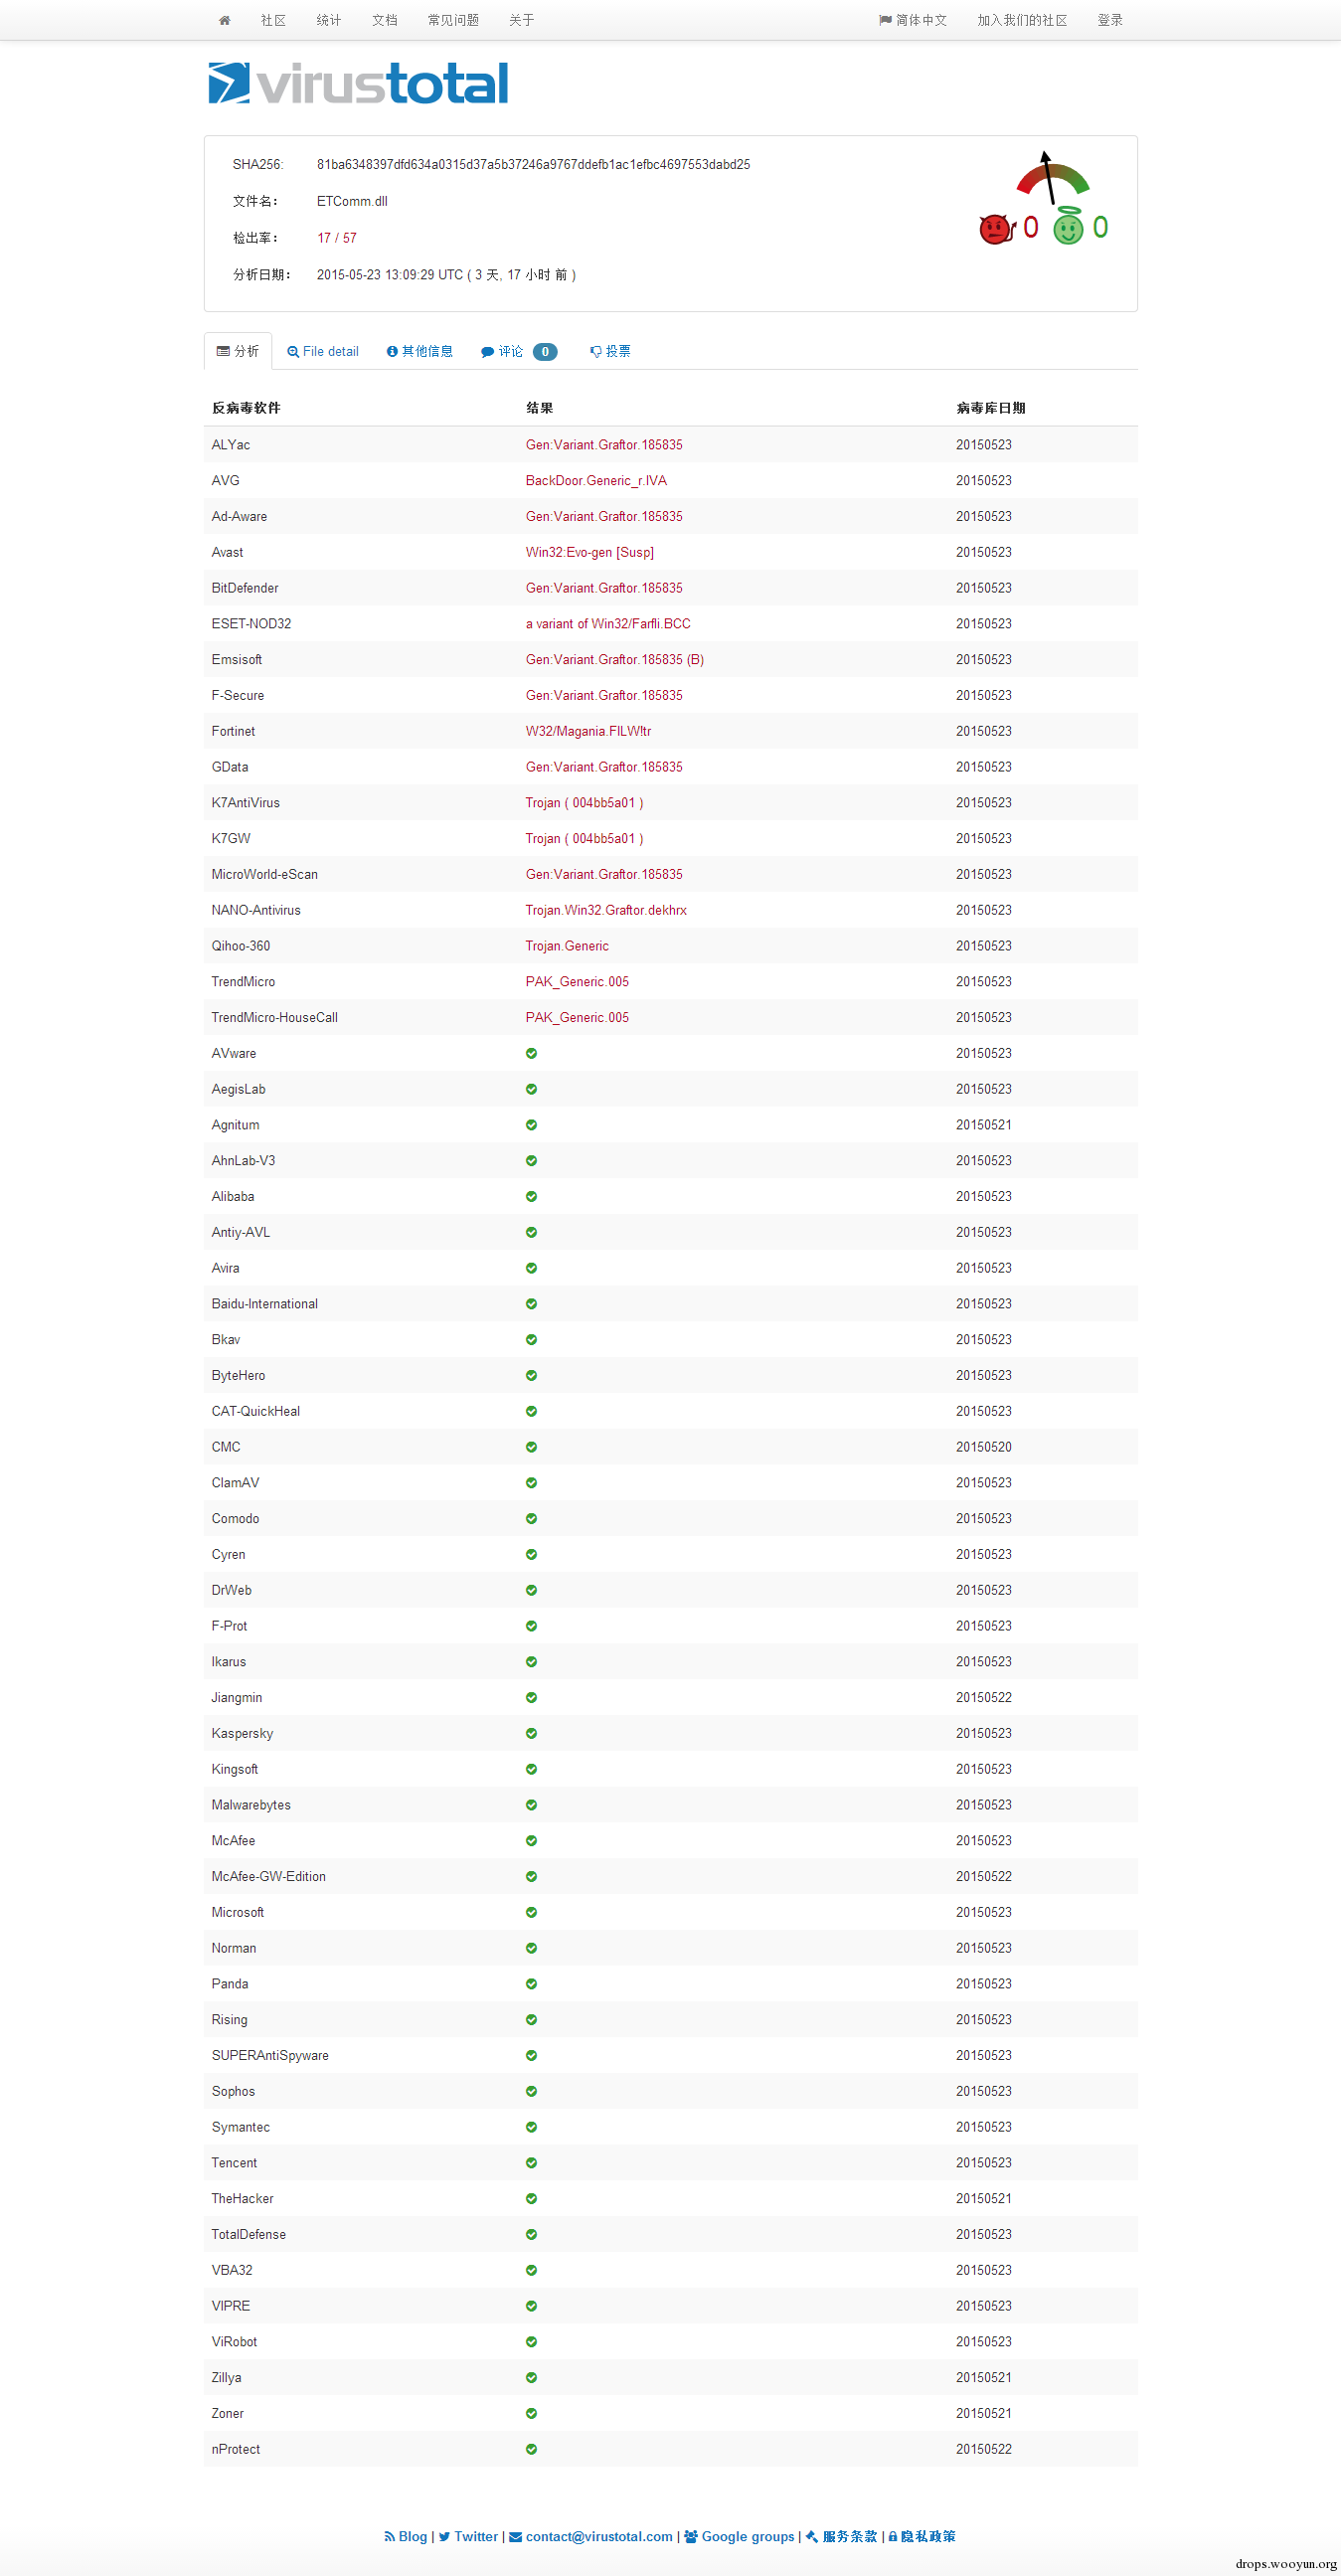 社区 统计 文档 常见问题 关于 简体中文 加入我们的社区 登录
virustotal
SHA256: 81ba6348397dfd634a0315d37a5b37246a9767ddefb1ac1efbc4697553dabd25
文件名： ETComm.dll
检出率： 17 / 57
分析日期： 2015-05-23 13:09:29 UTC ( 3 天, 17 小时 前 )
0 0
分析 File detail 其他信息 评论 0 投票
反病毒软件 结果 病毒库日期
ALYac Gen:Variant.Graftor.185835 20150523
AVG BackDoor.Generic_r.IVA 20150523
Ad-Aware Gen:Variant.Graftor.185835 20150523
Avast Win32:Evo-gen [Susp] 20150523
BitDefender Gen:Variant.Graftor.185835 20150523
ESET-NOD32 a variant of Win32/Farfli.BCC 20150523
Emsisoft Gen:Variant.Graftor.185835 (B) 20150523
F-Secure Gen:Variant.Graftor.185835 20150523
Fortinet W32/Magania.FILW!tr 20150523
GData Gen:Variant.Graftor.185835 20150523
K7AntiVirus Trojan ( 004bb5a01 ) 20150523
K7GW Trojan ( 004bb5a01 ) 20150523
MicroWorld-eScan Gen:Variant.Graftor.185835 20150523
NANO-Antivirus Trojan.Win32.Graftor.dekhrx 20150523
Qihoo-360 Trojan.Generic 20150523
TrendMicro PAK_Generic.005 20150523
TrendMicro-HouseCall PAK_Generic.005 20150523
AVware 20150523
AegisLab 20150523
Agnitum 20150521
AhnLab-V3 20150523
Alibaba 20150523
Antiy-AVL 20150523
Avira 20150523
Baidu-International 20150523
Bkav 20150523
ByteHero 20150523
CAT-QuickHeal 20150523
CMC 20150520
ClamAV 20150523
Comodo 20150523
Cyren 20150523
DrWeb 20150523
F-Prot 20150523
Ikarus 20150523
Jiangmin 20150522
Kaspersky 20150523
Kingsoft 20150523
Malwarebytes 20150523
McAfee 20150523
McAfee-GW-Edition 20150522
Microsoft 20150523
Norman 20150523
Panda 20150523
Rising 20150523
SUPERAntiSpyware 20150523
Sophos 20150523
Symantec 20150523
Tencent 20150523
TheHacker 20150521
TotalDefense 20150523
VBA32 20150523
VIPRE 20150523
ViRobot 20150523
Zillya 20150521
Zoner 20150521
nProtect 20150522
Blog | Twitter | contact@virustotal.com | Google groups | 服务条款 | 隐私政策
drops.wooyun.org